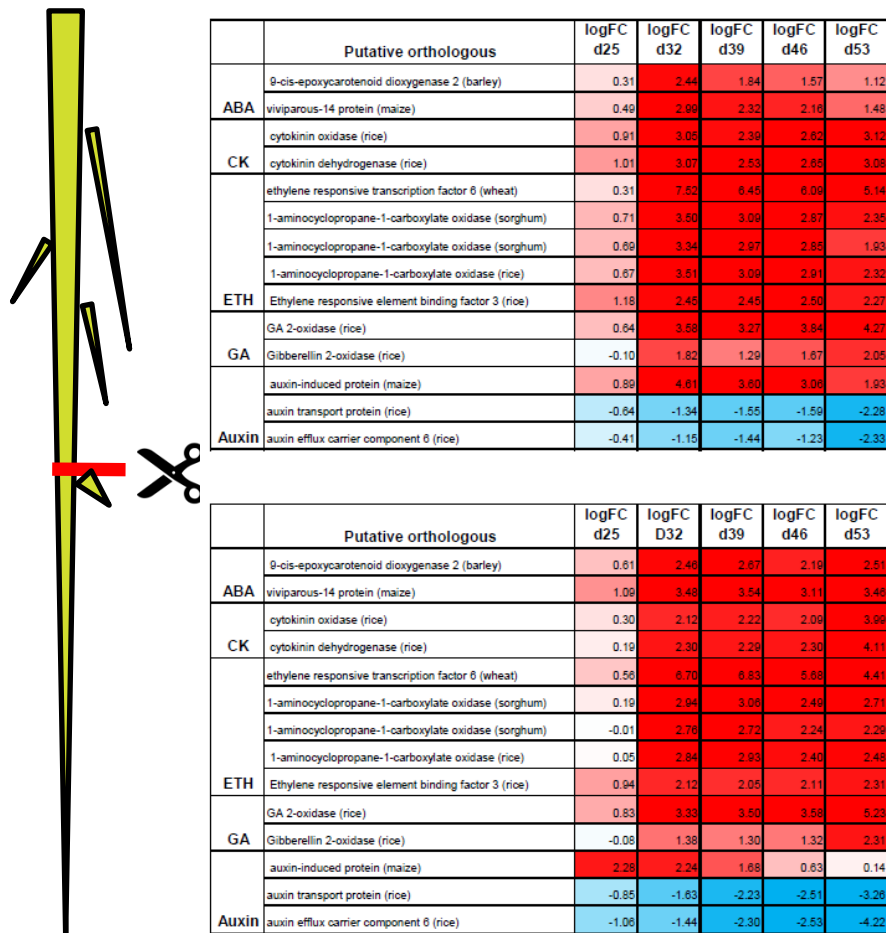 Putative orthologous logFC d25 logFC d32 logFC d39 logFC d46 logFC d53
9-cis-epoxycarotenoid dioxygenase 2 (barley) 0.31 2.44 1.84 1.57 1.12
ABA viviparous-14 protein (maize) 0.49 2.99 2.32 2.16 1.48
cytokinin oxidase (rice) 0.91 3.05 2.39 2.62 3.12
CK cytokinin dehydrogenase (rice) 1.01 3.07 2.53 2.65 3.08
ethylene responsive transcription factor 6 (wheat) 0.31 7.52 6.45 6.09 5.14
1-aminocyclopropane-1-carboxylate oxidase (sorghum) 0.71 3.50 3.09 2.87 2.35
1-aminocyclopropane-1-carboxylate oxidase (sorghum) 0.69 3.34 2.97 2.85 1.93
1-aminocyclopropane-1-carboxylate oxidase (rice) 0.67 3.51 3.09 2.91 2.32
ETH Ethylene responsive element binding factor 3 (rice) 1.18 2.45 2.45 2.50 2.27
GA 2-oxidase (rice) 0.64 3.58 3.27 3.84 4.27
GA Gibberellin 2-oxidase (rice) -0.10 1.82 1.29 1.67 2.05
auxin-induced protein (maize) 0.89 4.61 3.60 3.06 1.93
auxin transport protein (rice) -0.64 -1.34 -1.55 -1.59 -2.28
Auxin auxin efflux carrier component 6 (rice) -0.41 -1.15 -1.44 -1.23 -2.33
Putative orthologous logFC d25 logFC D32 logFC d39 logFC d46 logFC d53
9-cis-epoxycarotenoid dioxygenase 2 (barley) 0.61 2.46 2.67 2.19 2.51
ABA viviparous-14 protein (maize) 1.09 3.48 3.54 3.11 3.46
cytokinin oxidase (rice) 0.30 2.12 2.22 2.09 3.99
CK cytokinin dehydrogenase (rice) 0.19 2.30 2.29 2.30 4.11
ethylene responsive transcription factor 6 (wheat) 0.56 6.70 6.83 5.68 4.41
1-aminocyclopropane-1-carboxylate oxidase (sorghum) 0.19 2.94 3.06 2.49 2.71
1-aminocyclopropane-1-carboxylate oxidase (sorghum) -0.01 2.76 2.72 2.24 2.29
1-aminocyclopropane-1-carboxylate oxidase (rice) 0.05 2.84 2.93 2.40 2.48
ETH Ethylene responsive element binding factor 3 (rice) 0.94 2.12 2.05 2.11 2.31
GA 2-oxidase (rice) 0.83 3.33 3.50 3.58 5.23
GA Gibberellin 2-oxidase (rice) -0.08 1.38 1.30 1.32 2.31
auxin-induced protein (maize) 2.28 2.24 1.68 0.63 0.14
auxin transport protein (rice) -0.85 -1.63 -2.23 -2.51 -3.26
Auxin auxin efflux carrier component 6 (rice) -1.06 -1.44 -2.30 -2.53 -4.22